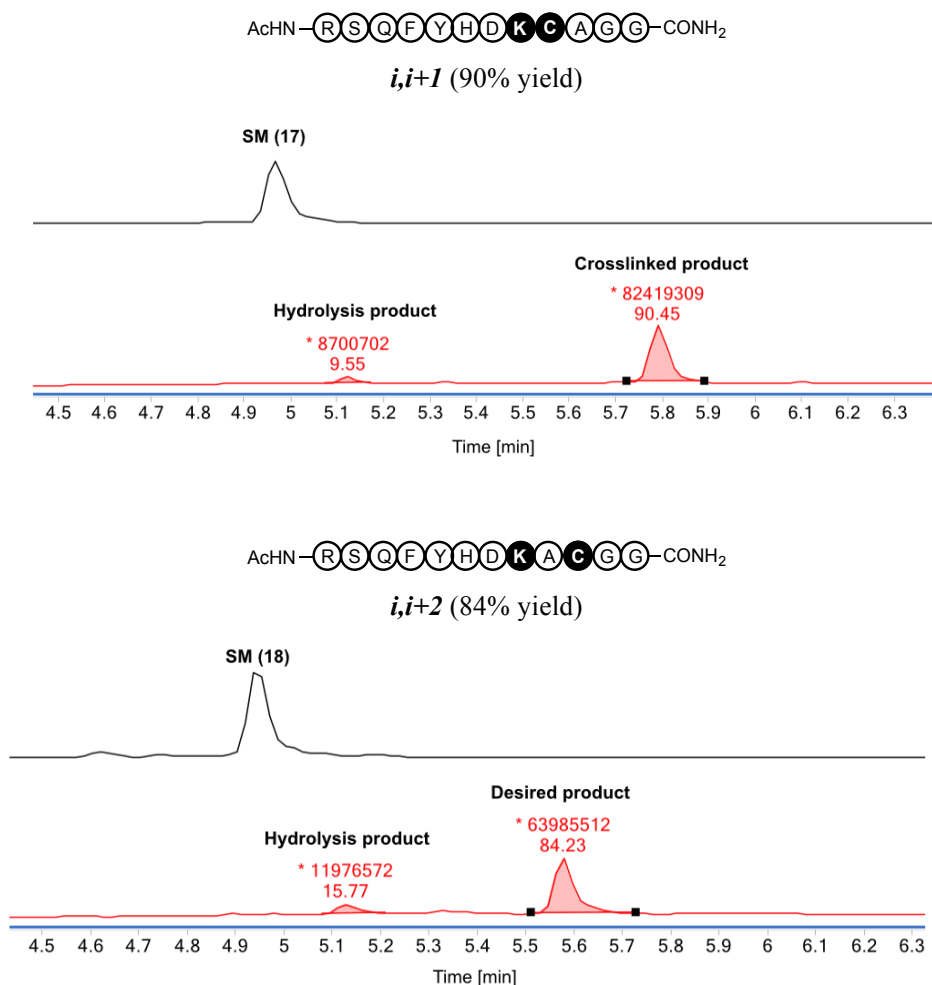 AcHN–RSQFYHDKCAGG–CONH₂
i,i+1 (90% yield)
SM (17)
Crosslinked product
* 82419309
90.45
Hydrolysis product
* 8700702
9.55
4.5 4.6 4.7 4.8 4.9 5 5.1 5.2 5.3 5.4 5.5 5.6 5.7 5.8 5.9 6 6.1 6.2 6.3
Time [min]
AcHN–RSQFYHDKACGG–CONH₂
i,i+2 (84% yield)
SM (18)
Desired product
* 63985512
84.23
Hydrolysis product
* 11976572
15.77
4.5 4.6 4.7 4.8 4.9 5 5.1 5.2 5.3 5.4 5.5 5.6 5.7 5.8 5.9 6 6.1 6.2 6.3
Time [min]